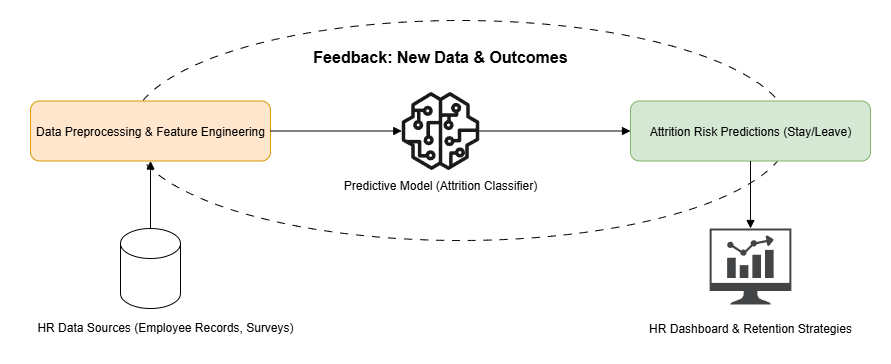 Feedback: New Data & Outcomes
Data Preprocessing & Feature Engineering
Attrition Risk Predictions (Stay/Leave)
Predictive Model (Attrition Classifier)
HR Data Sources (Employee Records, Surveys)
HR Dashboard & Retention Strategies